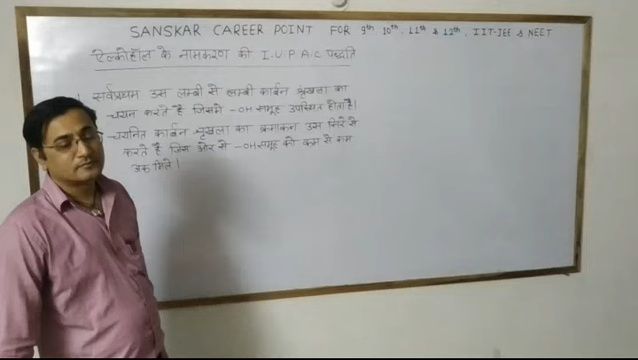 SANSKAR CAREER POINT FOR 9th 10th, 11th & 12th, IIT-JEE & NEET
ऐल्कोहॉल के नामकरण की I.U.P.A.C पद्धति
सर्वप्रथम उस लम्बी से लम्बी कार्बन श्रृंखला का
चयन करते है जिसमे -OH समूह उपस्थित होता है।
चयनित कार्बन श्रृंखला का क्रमांकन उस सिरे से
करते है जिस ओर से -OH समूह को कम से कम
अंक मिले।